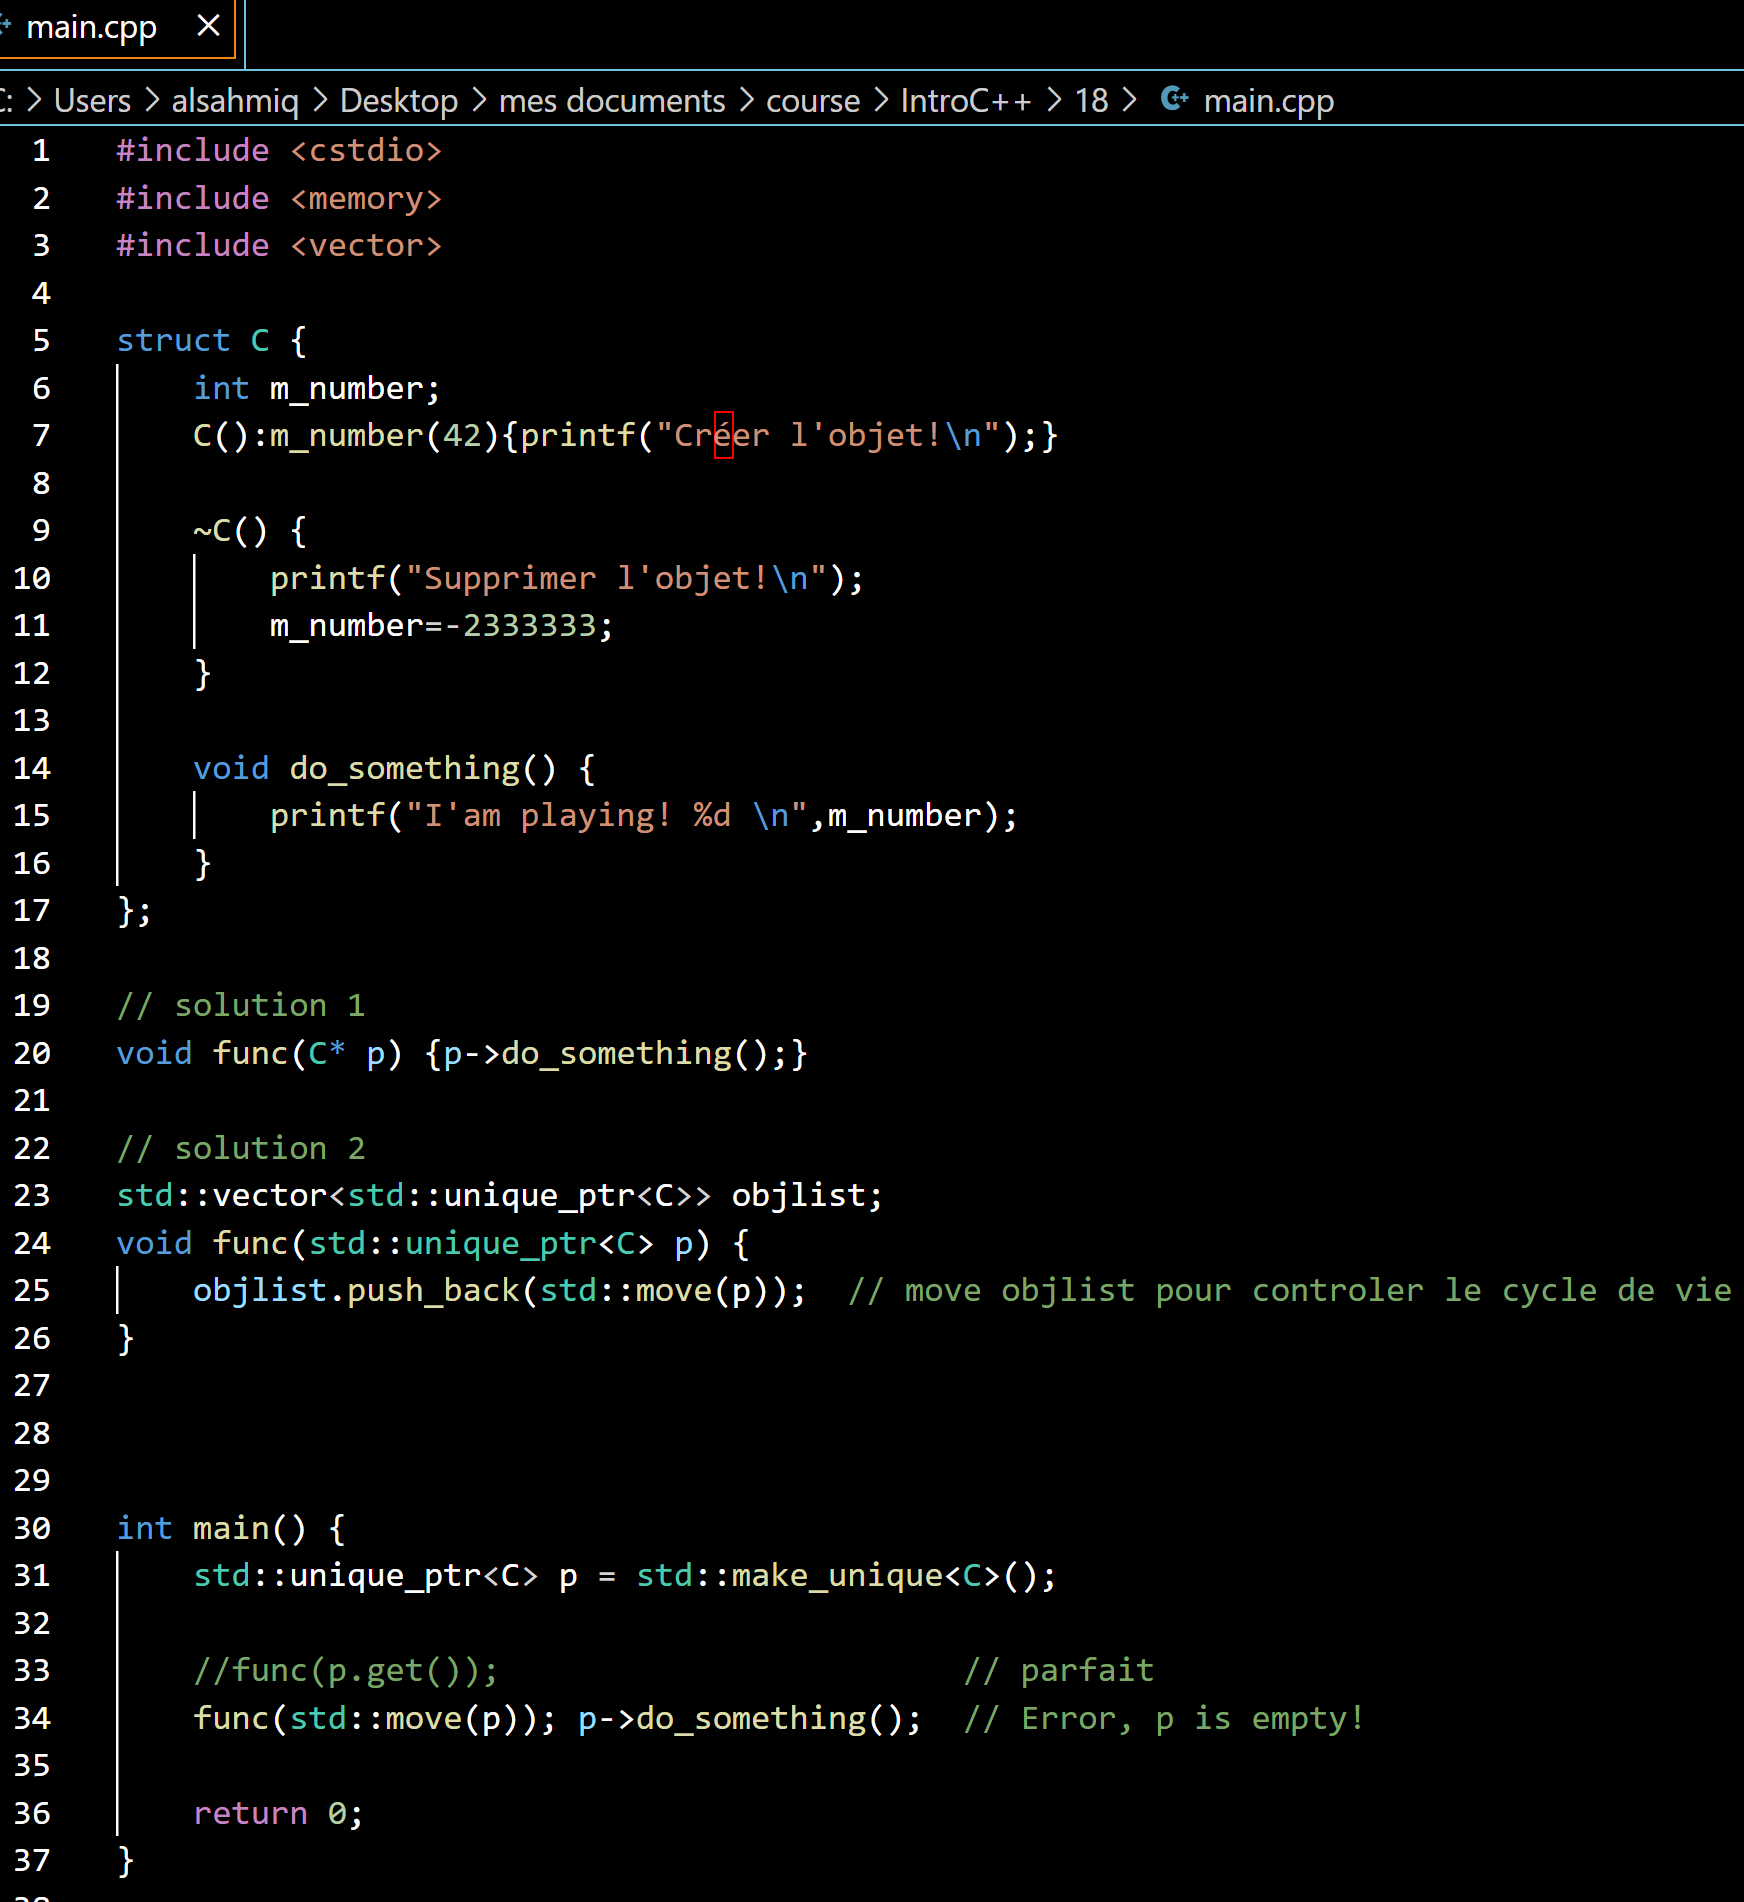 main.cpp ×
C: > Users > alsahmiq > Desktop > mes documents > course > IntroC++ > 18 > main.cpp
1 #include <cstdio>
2 #include <memory>
3 #include <vector>
4
5 struct C {
6     int m_number;
7     C():m_number(42){printf("Créer l'objet!\n");}
8
9     ~C() {
10         printf("Supprimer l'objet!\n");
11         m_number=-2333333;
12     }
13
14     void do_something() {
15         printf("I'am playing! %d \n",m_number);
16     }
17 };
18
19 // solution 1
20 void func(C* p) {p->do_something();}
21
22 // solution 2
23 std::vector<std::unique_ptr<C>> objlist;
24 void func(std::unique_ptr<C> p) {
25     objlist.push_back(std::move(p));  // move objlist pour controler le cycle de vie
26 }
27
28
29
30 int main() {
31     std::unique_ptr<C> p = std::make_unique<C>();
32
33     //func(p.get());                        // parfait
34     func(std::move(p)); p->do_something();  // Error, p is empty!
35
36     return 0;
37 }
38